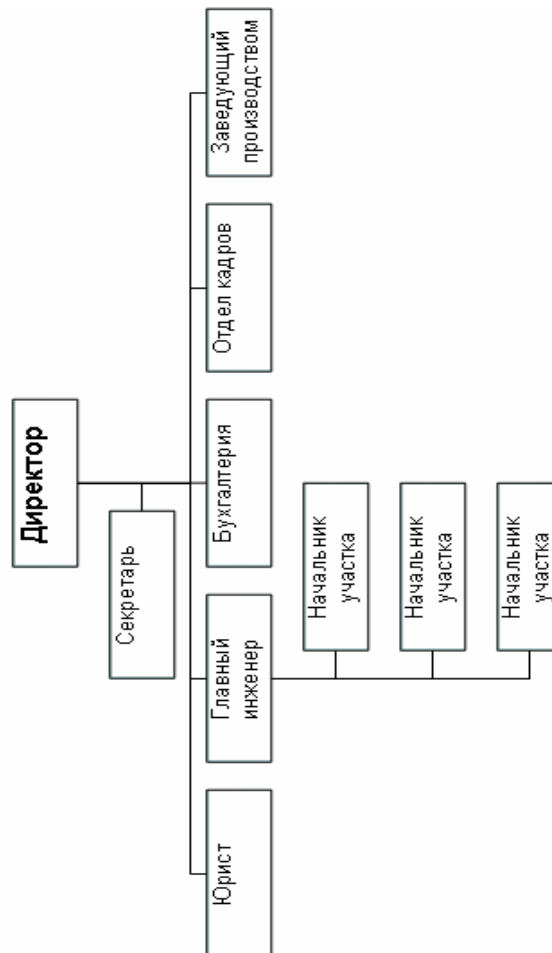 Директор
Секретарь
Юрист
Главный
инженер
Бухгалтерия
Отдел кадров
Заведующий
производством
Начальник
участка
Начальник
участка
Начальник
участка